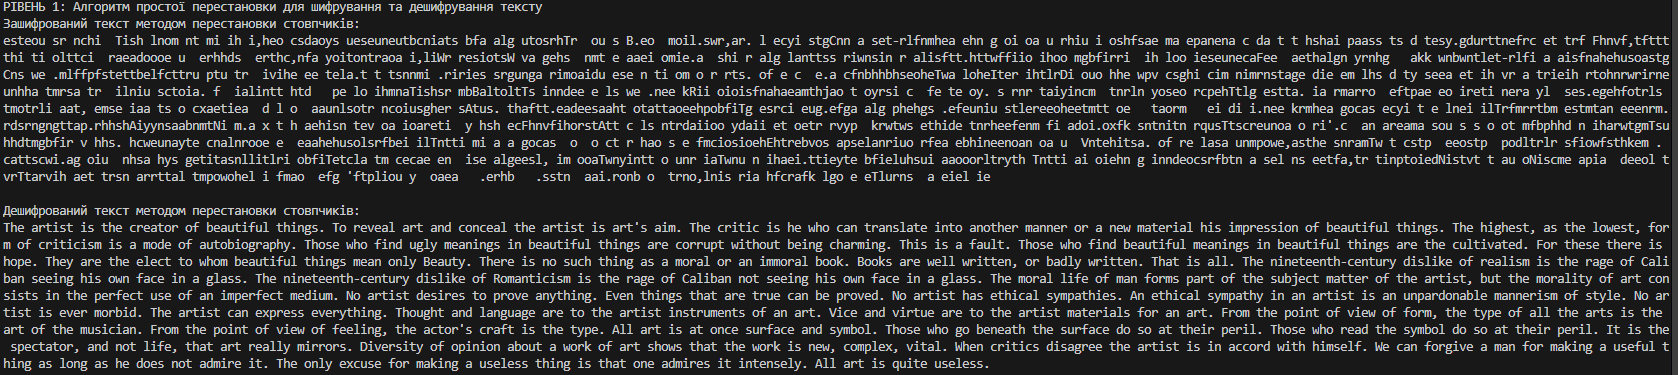 РІВЕНЬ 1: Алгоритм простої перестановки для шифрування та дешифрування тексту
Зашифрований текст методом перестановки стовпчиків:
esteou sr nchi  Tish lnom nt mi ih i,heo csdaoys ueseuneutbcniats bfa alg utosrhTr  ou s B.eo  moil.swr,ar. l ecyi stgCnn a set-rlfnmhea ehn g oi oa u rhiu i oshfsae ma epanena c da t t hshai paass ts d tesy.gdurttnefrc et trf Fhnvf,tfttt
thi ti olttci  raeadoooe u  erhhds  erthc,nfa yoitontraoa i,liWr resiotsW va gehs  nmt e aaei omie.a  shi r alg lanttss riwnsin r alisftt.httwffiio ihoo mgbfirri  ih loo ieseunecaFee  aethalgn yrnhg   akk wnbwntlet-rlfi a aisfnahehusoastg
Cns we .mlffpfstettbelfcttru ptu tr  ivihe ee tela.t t tsnnmi .riries srgunga rimoaidu ese n ti om o r rts. of e c  e.a cfnbhhbhseoheTwa loheIter ihtlrDi ouo hhe wpv csghi cim nimrnstage die em lhs d ty seea et ih vr a trieih rtohnrwrirne
unhha tmrsa tr  ilniu sctoia. f  ialintt htd   pe lo ihmnaTishsr mbBaltoltTs inndee e ls we .nee kRii oioisfnahaeamthjao t oyrsi c  fe te oy. s rnr taiyincm  tnrln yoseo rcpehTtlg estta. ia rmarro  eftpae eo ireti nera yl  ses.egehfotrls
tmotrli aat, emse iaa ts o cxaetiea  d l o  aaunlsotr ncoiusgher sAtus. thaftt.eadeesaaht otattaoeehpobfiTg esrci eug.efga alg phehgs .efeuniu stlereeoheetmtt oe   taorm   ei di i.nee krmhea gocas ecyi t e lnei ilTrfmrrtbm estmtan eeenrm.
rdsrngngttap.rhhshAiyynsaabnmtNi m.a x t h aehisn tev oa ioareti  y hsh ecFhnvfihorstAtt c ls ntrdaiioo ydaii et oetr rvyp  krwtws ethide tnrheefenm fi adoi.oxfk sntnitn rqusTtscreunoa o ri'.c  an areama sou s s o ot mfbphhd n iharwtgmTsu
hhdtmgbfir v hhs. hcweunayte cnalnrooe e  eaahehusolsrfbei ilTntti mi a a gocas  o  o ct r hao s e fmciosioehEhtrebvos apselanriuo rfea ebhineenoan oa u  Vntehitsa. of re lasa unmpowe,asthe snramTw t cstp  eeostp  podltrlr sfiowfsthkem .
cattscwi.ag oiu  nhsa hys getitasnllitlri obfiTetcla tm cecae en  ise algeesl, im ooaTwnyintt o unr iaTwnu n ihaei.ttieyte bfieluhsui aaooorltryth Tntti ai oiehn g inndeocsrfbtn a sel ns eetfa,tr tinptoiedNistvt t au oNiscme apia  deeol t
vrTtarvih aet trsn arrttal tmpowohel i fmao  efg 'ftpliou y  oaea   .erhb   .sstn  aai.ronb o  trno,lnis ria hfcrafk lgo e eTlurns  a eiel ie
Дешифрований текст методом перестановки стовпчиків:
The artist is the creator of beautiful things. To reveal art and conceal the artist is art's aim. The critic is he who can translate into another manner or a new material his impression of beautiful things. The highest, as the lowest, for
m of criticism is a mode of autobiography. Those who find ugly meanings in beautiful things are corrupt without being charming. This is a fault. Those who find beautiful meanings in beautiful things are the cultivated. For these there is
hope. They are the elect to whom beautiful things mean only Beauty. There is no such thing as a moral or an immoral book. Books are well written, or badly written. That is all. The nineteenth-century dislike of realism is the rage of Cali
ban seeing his own face in a glass. The nineteenth-century dislike of Romanticism is the rage of Caliban not seeing his own face in a glass. The moral life of man forms part of the subject matter of the artist, but the morality of art con
sists in the perfect use of an imperfect medium. No artist desires to prove anything. Even things that are true can be proved. No artist has ethical sympathies. An ethical sympathy in an artist is an unpardonable mannerism of style. No ar
tist is ever morbid. The artist can express everything. Thought and language are to the artist instruments of an art. Vice and virtue are to the artist materials for an art. From the point of view of form, the type of all the arts is the
art of the musician. From the point of view of feeling, the actor's craft is the type. All art is at once surface and symbol. Those who go beneath the surface do so at their peril. Those who read the symbol do so at their peril. It is the
 spectator, and not life, that art really mirrors. Diversity of opinion about a work of art shows that the work is new, complex, vital. When critics disagree the artist is in accord with himself. We can forgive a man for making a useful t
hing as long as he does not admire it. The only excuse for making a useless thing is that one admires it intensely. All art is quite useless.